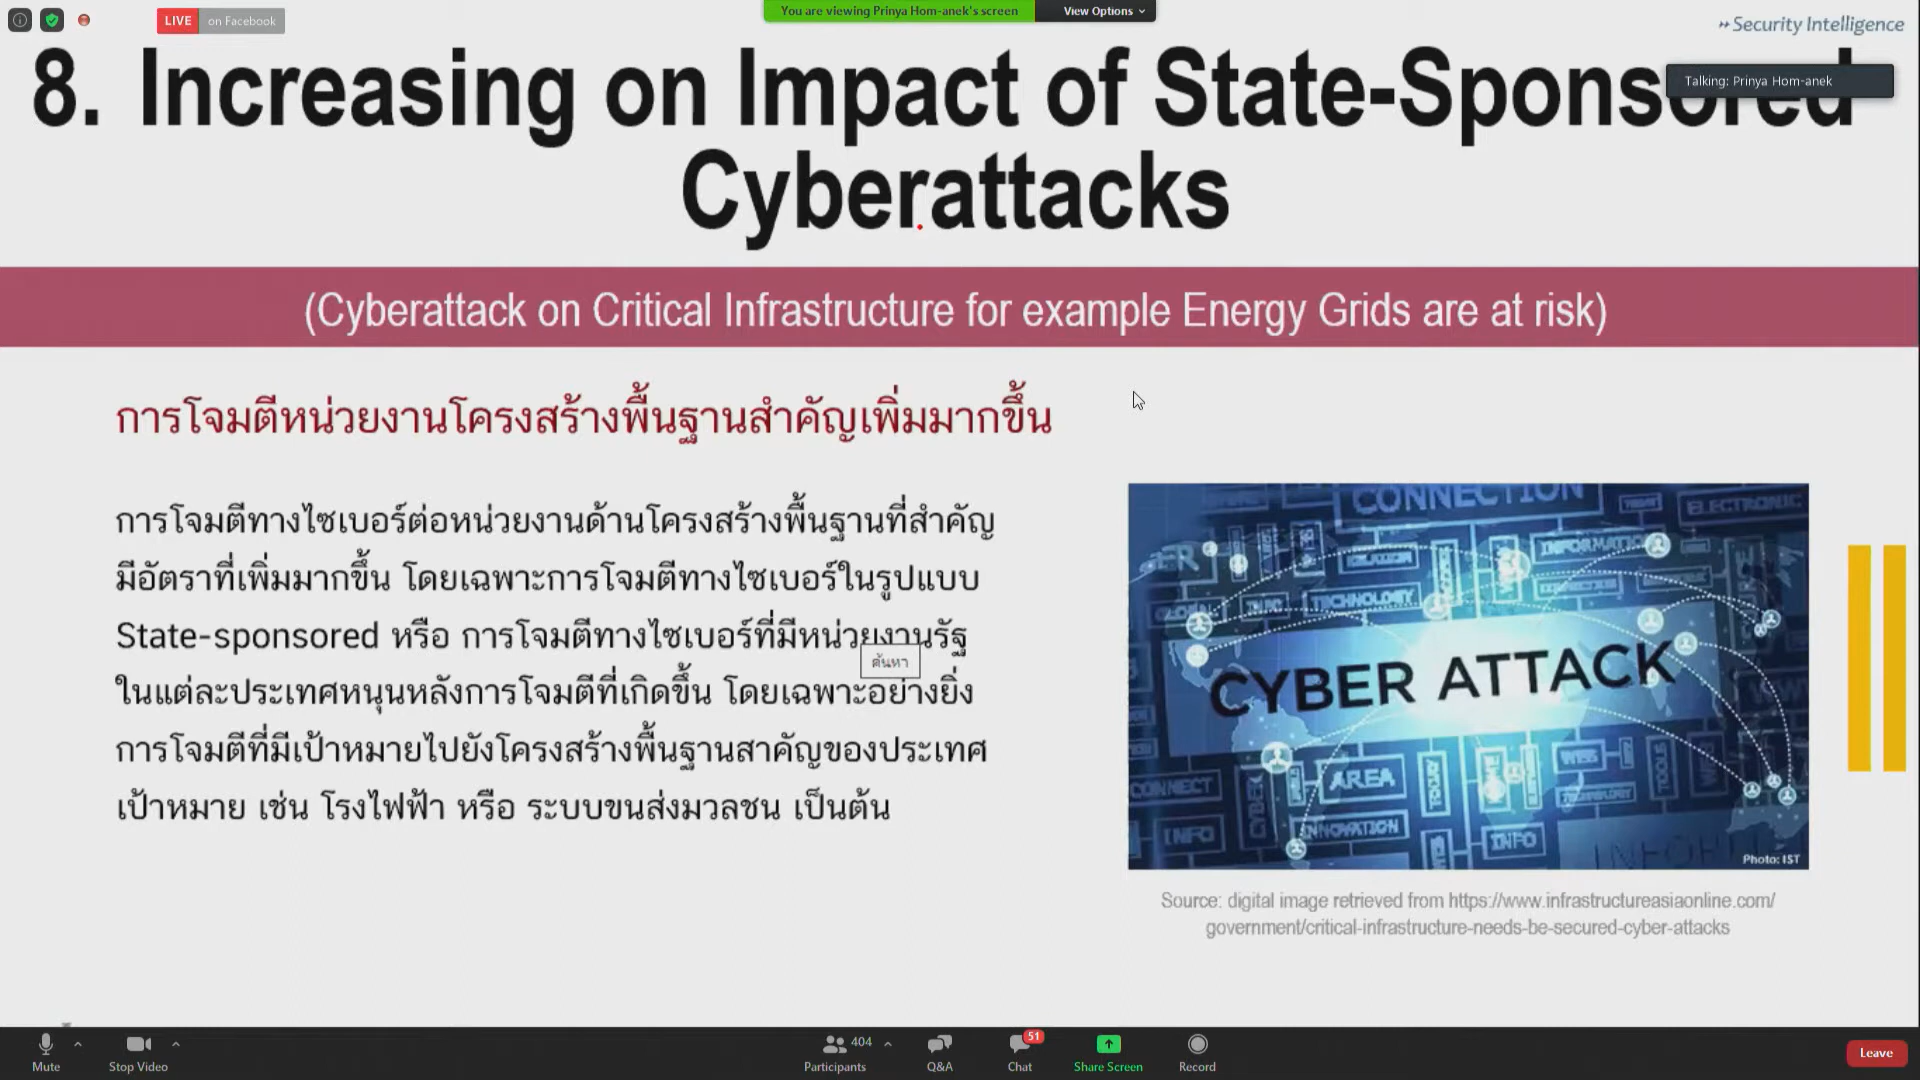 LIVE on Facebook
You are viewing Prinya Hom-anek's screen View Options
Security Intelligence
Talking: Prinya Hom-anek
8. Increasing on Impact of State-Sponsored
Cyberattacks
(Cyberattack on Critical Infrastructure for example Energy Grids are at risk)
การโจมตีหน่วยงานโครงสร้างพื้นฐานสำคัญเพิ่มมากขึ้น
การโจมตีทางไซเบอร์ต่อหน่วยงานด้านโครงสร้างพื้นฐานที่สำคัญ
มีอัตราที่เพิ่มมากขึ้น โดยเฉพาะการโจมตีทางไซเบอร์ในรูปแบบ
State-sponsored หรือ การโจมตีทางไซเบอร์ที่มีหน่วยงานรัฐ
ค้นหา
ในแต่ละประเทศหนุนหลังการโจมตีที่เกิดขึ้น โดยเฉพาะอย่างยิ่ง
การโจมตีที่มีเป้าหมายไปยังโครงสร้างพื้นฐานสาคัญของประเทศ
เป้าหมาย เช่น โรงไฟฟ้า หรือ ระบบขนส่งมวลชน เป็นต้น
CONNECTION
ELECTRONIC
INFORMATIC
TECHNOLOGY
CYBER ATTACK
CONNECT
AREA
TOOLS
INNOVATION
INFO
INFO
Photo: IST
Source: digital image retrieved from https://www.infrastructureasiaonline.com/
government/critical-infrastructure-needs-be-secured-cyber-attacks
Mute
Stop Video
404
Participants
Q&A
51
Chat
Share Screen
Record
Leave